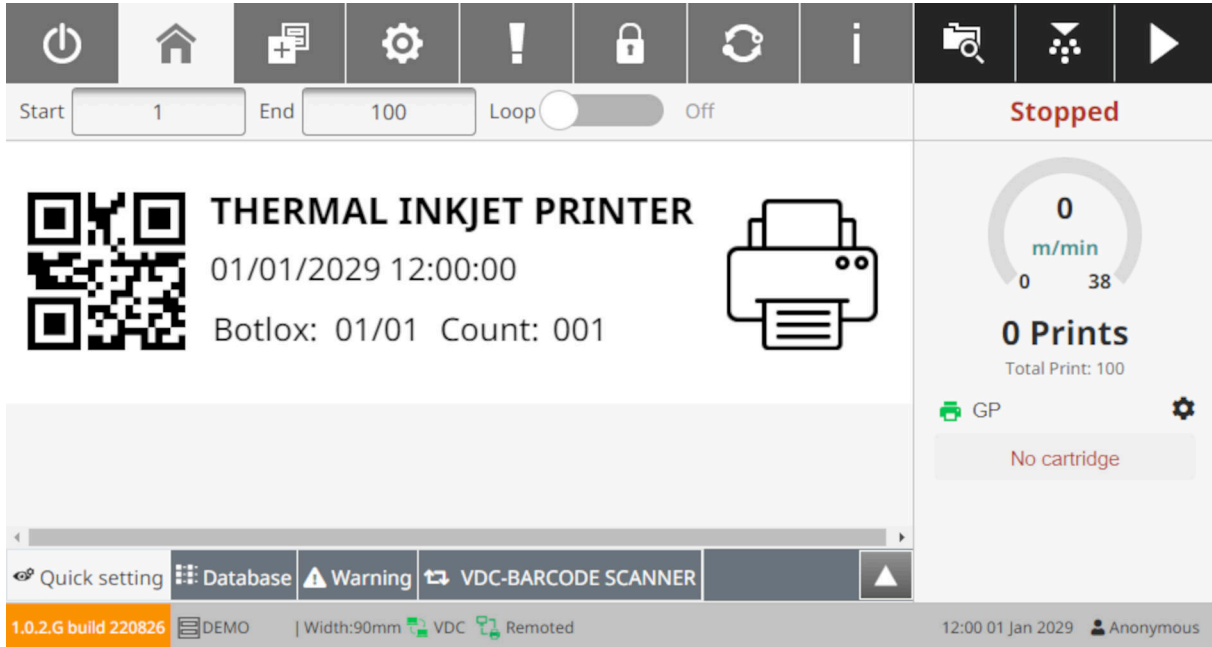 Start 1 End 100 Loop Off
Stopped
THERMAL INKJET PRINTER
01/01/2029 12:00:00
Botlox: 01/01 Count: 001
0
m/min
0 38
0 Prints
Total Print: 100
GP
No cartridge
Quick setting Database Warning VDC-BARCODE SCANNER
1.0.2.G build 220826 DEMO | Width:90mm VDC Remoted 12:00 01 Jan 2029 Anonymous